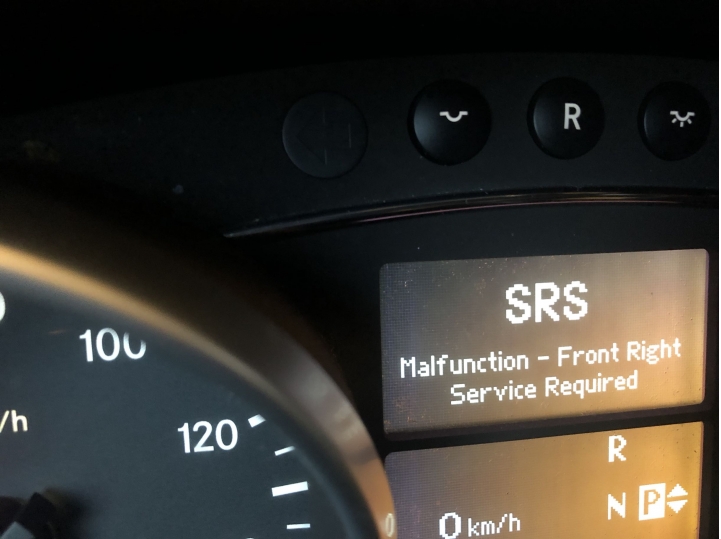 R
SRS
Malfunction - Front Right
Service Required
100
/h
120
R
N P
0 km/h